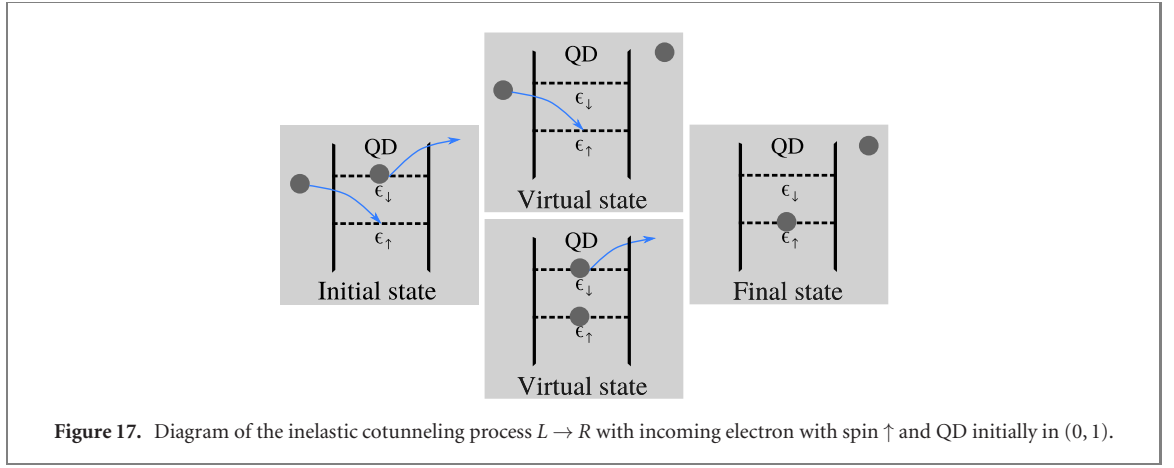 QD
ϵ↓
ϵ↑
Initial state
QD
ϵ↓
ϵ↑
Virtual state
QD
ϵ↓
ϵ↑
Virtual state
QD
ϵ↓
ϵ↑
Final state
Figure 17. Diagram of the inelastic cotunneling process L → R with incoming electron with spin ↑ and QD initially in (0, 1).